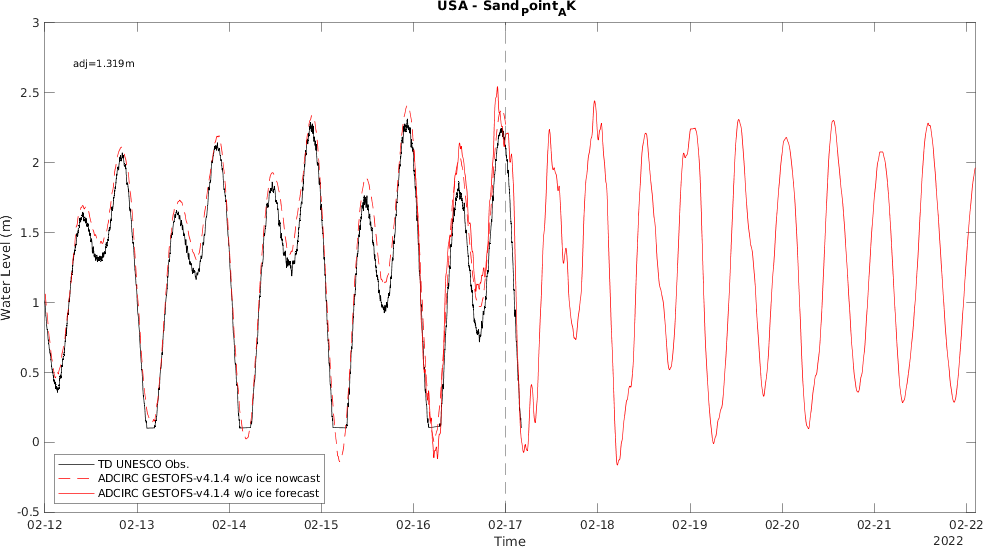 USA - SandPointAK
adj=1.319m
3
2.5
2
1.5
1
0.5
0
-0.5
Water Level (m)
TD UNESCO Obs.
ADCIRC GESTOFS-v4.1.4 w/o ice nowcast
ADCIRC GESTOFS-v4.1.4 w/o ice forecast
02-12 02-13 02-14 02-15 02-16 02-17 02-18 02-19 02-20 02-21 02-22
Time
2022